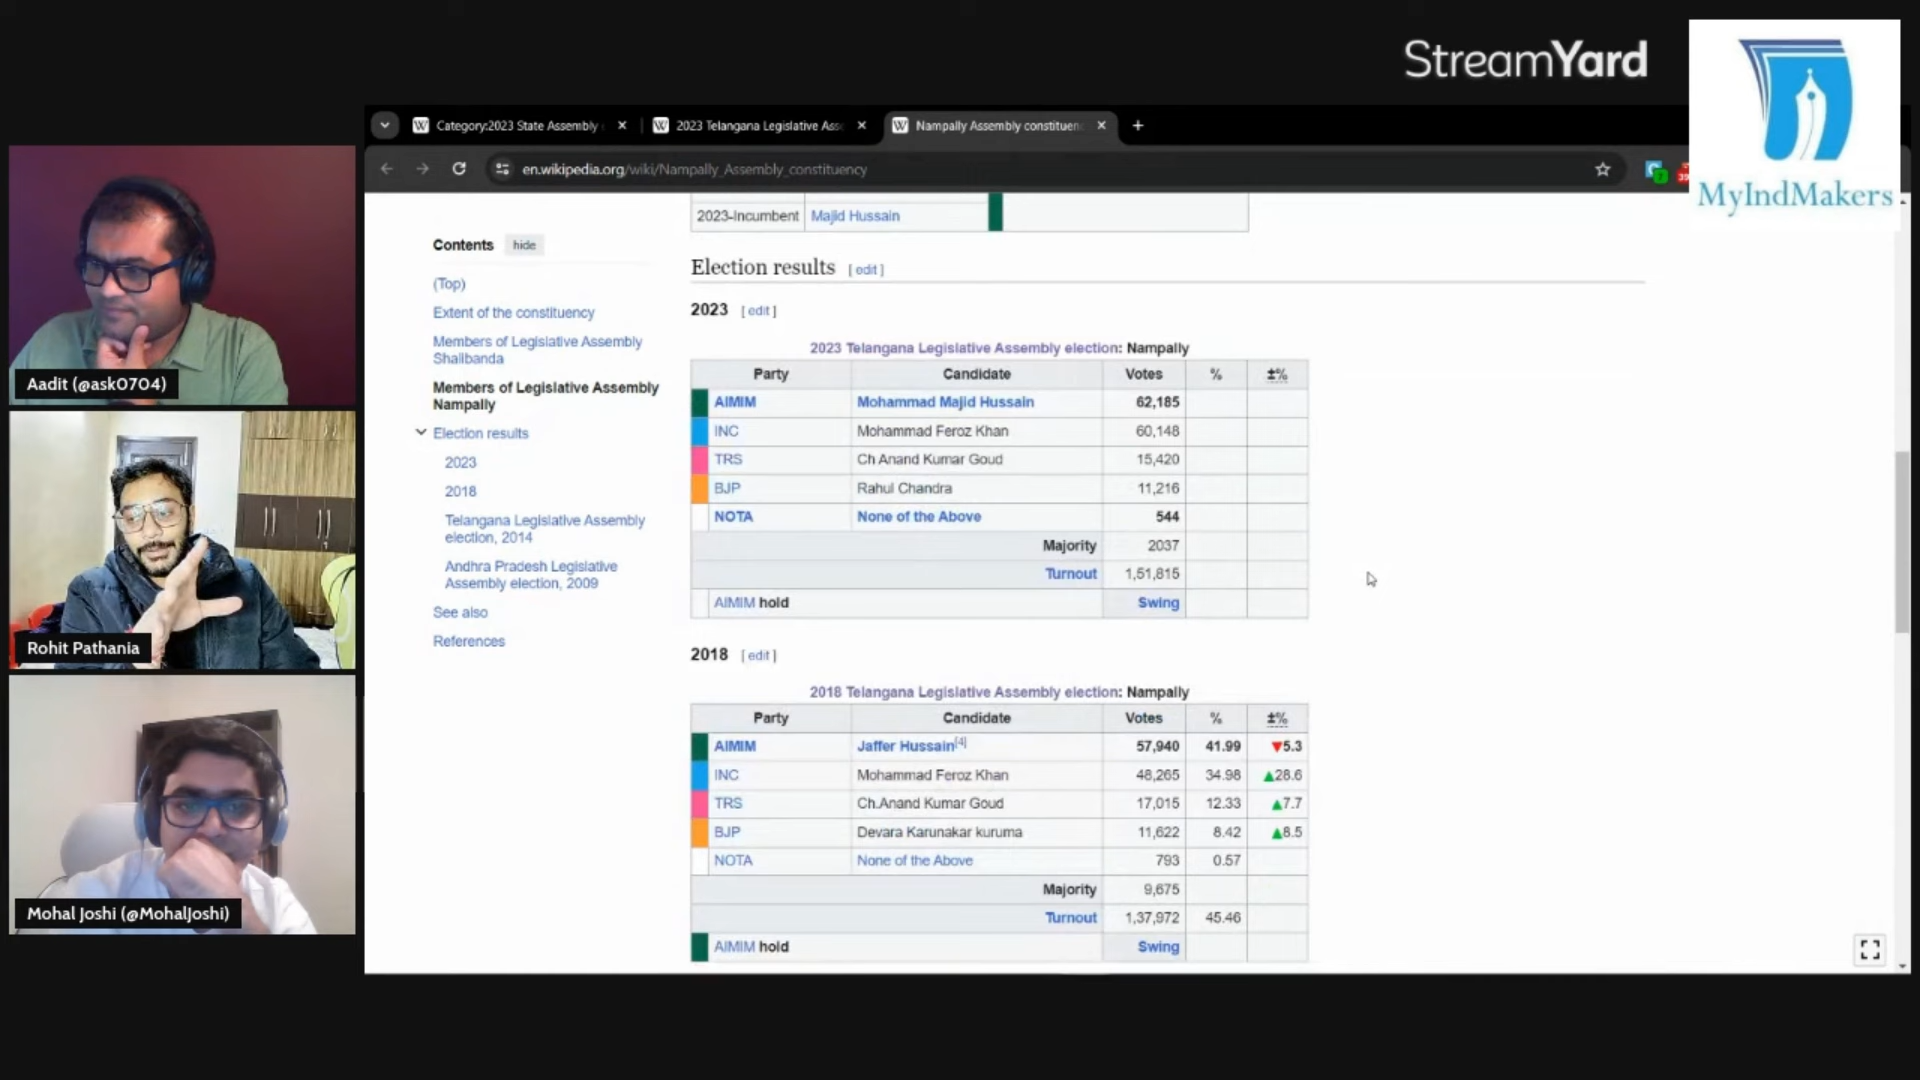 StreamYard
MyIndMakers
Category:2023 State Assembly
2023 Telangana Legislative Ass
Nampally Assembly constituen
en.wikipedia.org/wiki/Nampally_Assembly_constituency
39
Aadit (@ask0704)
Rohit Pathania
Mohal Joshi (@MohalJoshi)
Contents hide
(Top)
Extent of the constituency
Members of Legislative Assembly
Shalibanda
Members of Legislative Assembly
Nampally
Election results
2023
2018
Telangana Legislative Assembly
election, 2014
Andhra Pradesh Legislative
Assembly election, 2009
See also
References
2023-Incumbent Majid Hussain
Election results [ edit ]
2023 [ edit ]
2023 Telangana Legislative Assembly election: Nampally
Party Candidate Votes % ±%
AIMIM Mohammad Majid Hussain 62,185
INC Mohammad Feroz Khan 60,148
TRS Ch Anand Kumar Goud 15,420
BJP Rahul Chandra 11,216
NOTA None of the Above 544
Majority 2037
Turnout 1,51,815
AIMIM hold Swing
2018 [ edit ]
2018 Telangana Legislative Assembly election: Nampally
Party Candidate Votes % ±%
AIMIM Jaffer Hussain[4] 57,940 41.99 ▼5.3
INC Mohammad Feroz Khan 48,265 34.98 ▲28.6
TRS Ch.Anand Kumar Goud 17,015 12.33 ▲7.7
BJP Devara Karunakar kuruma 11,622 8.42 ▲8.5
NOTA None of the Above 793 0.57
Majority 9,675
Turnout 1,37,972 45.46
AIMIM hold Swing